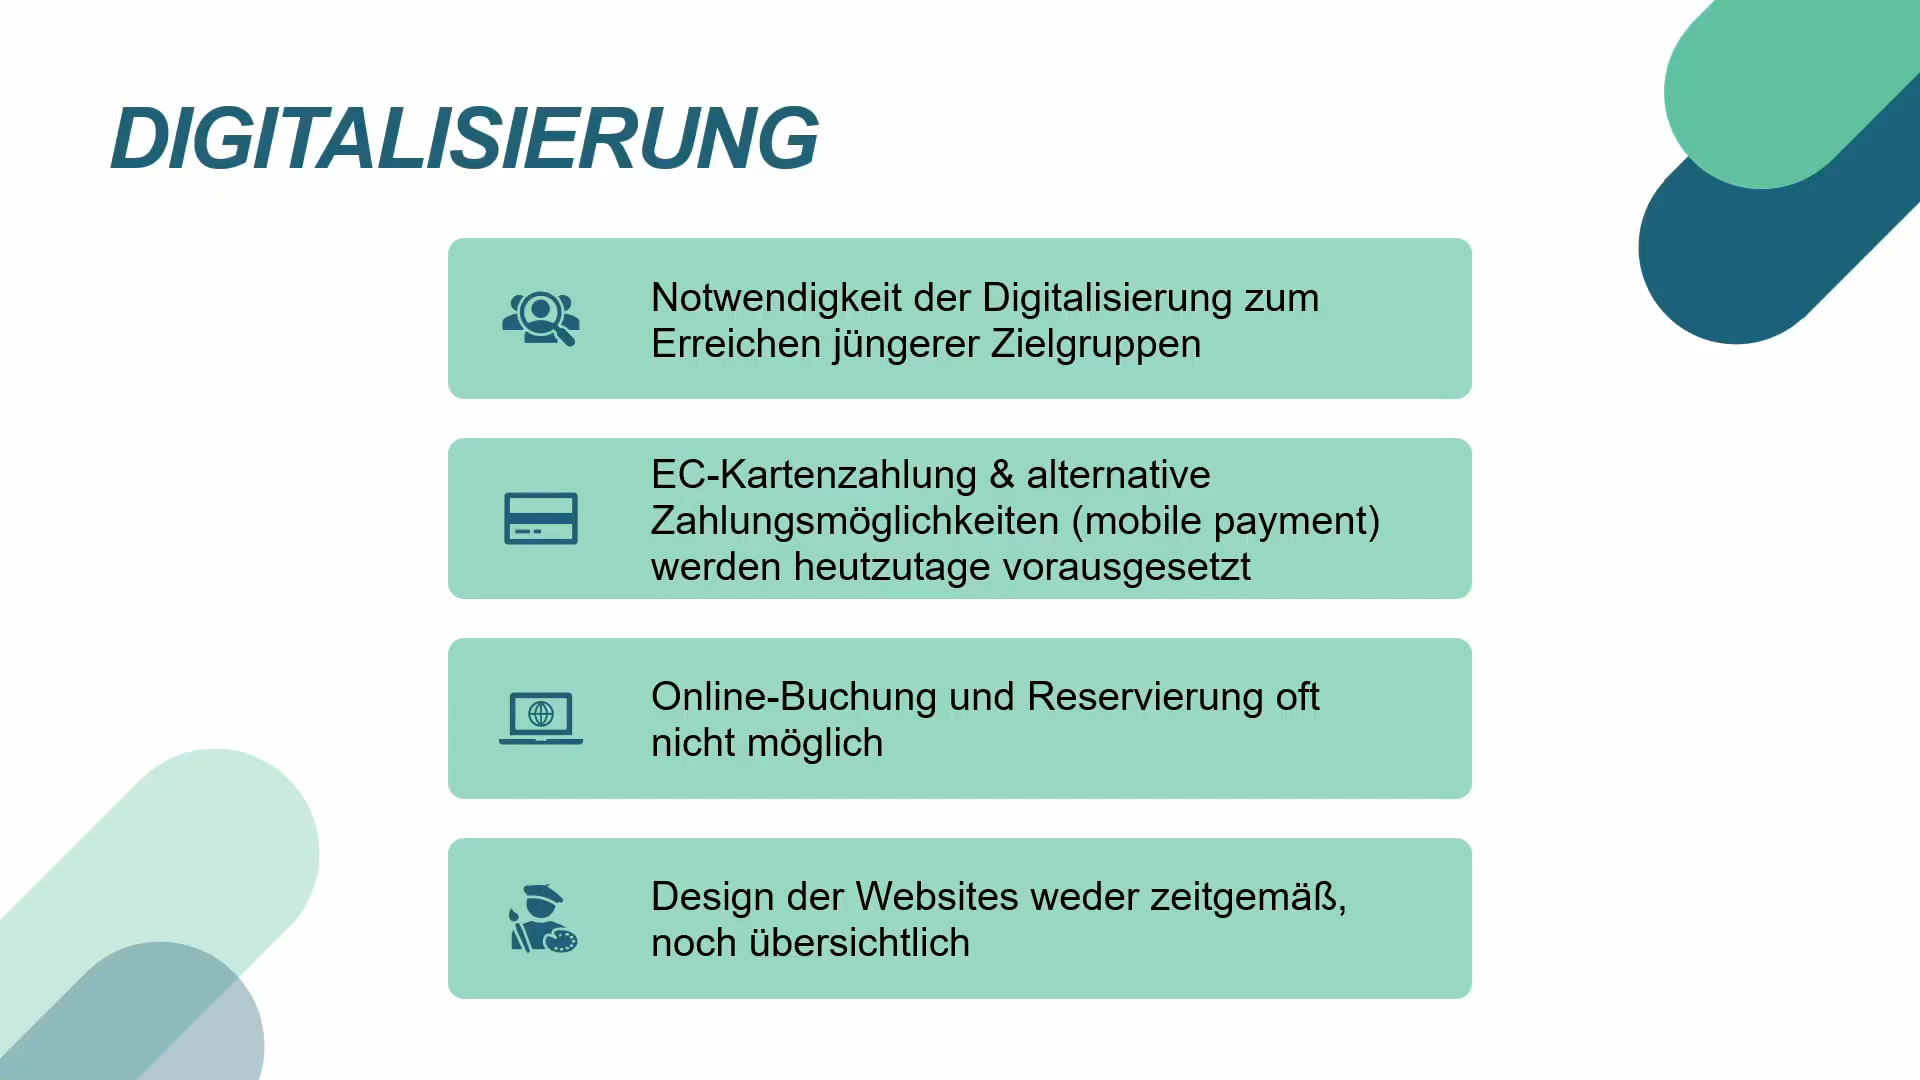 DIGITALISIERUNG
Notwendigkeit der Digitalisierung zum
Erreichen jüngerer Zielgruppen
EC-Kartenzahlung & alternative
Zahlungsmöglichkeiten (mobile payment)
werden heutzutage vorausgesetzt
Online-Buchung und Reservierung oft
nicht möglich
Design der Websites weder zeitgemäß,
noch übersichtlich